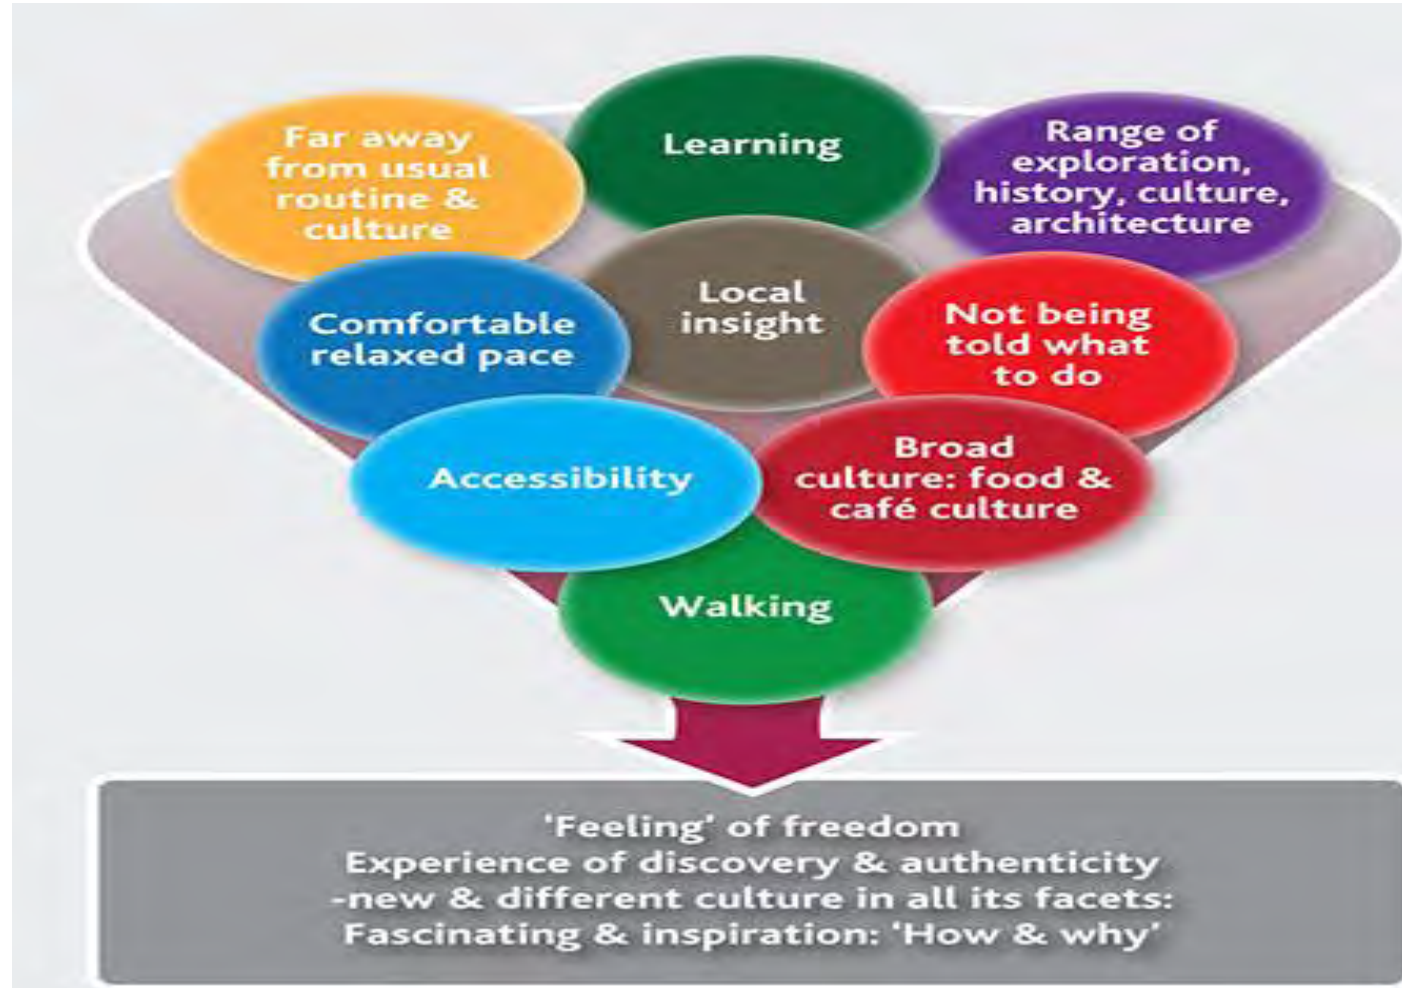 Far away
from usual
routine &
culture
Learning
Range of
exploration,
history, culture,
architecture
Comfortable
relaxed pace
Local
insight
Not being
told what
to do
Accessibility
Broad
culture: food &
café culture
Walking
'Feeling' of freedom
Experience of discovery & authenticity
-new & different culture in all its facets:
Fascinating & inspiration: 'How & why'